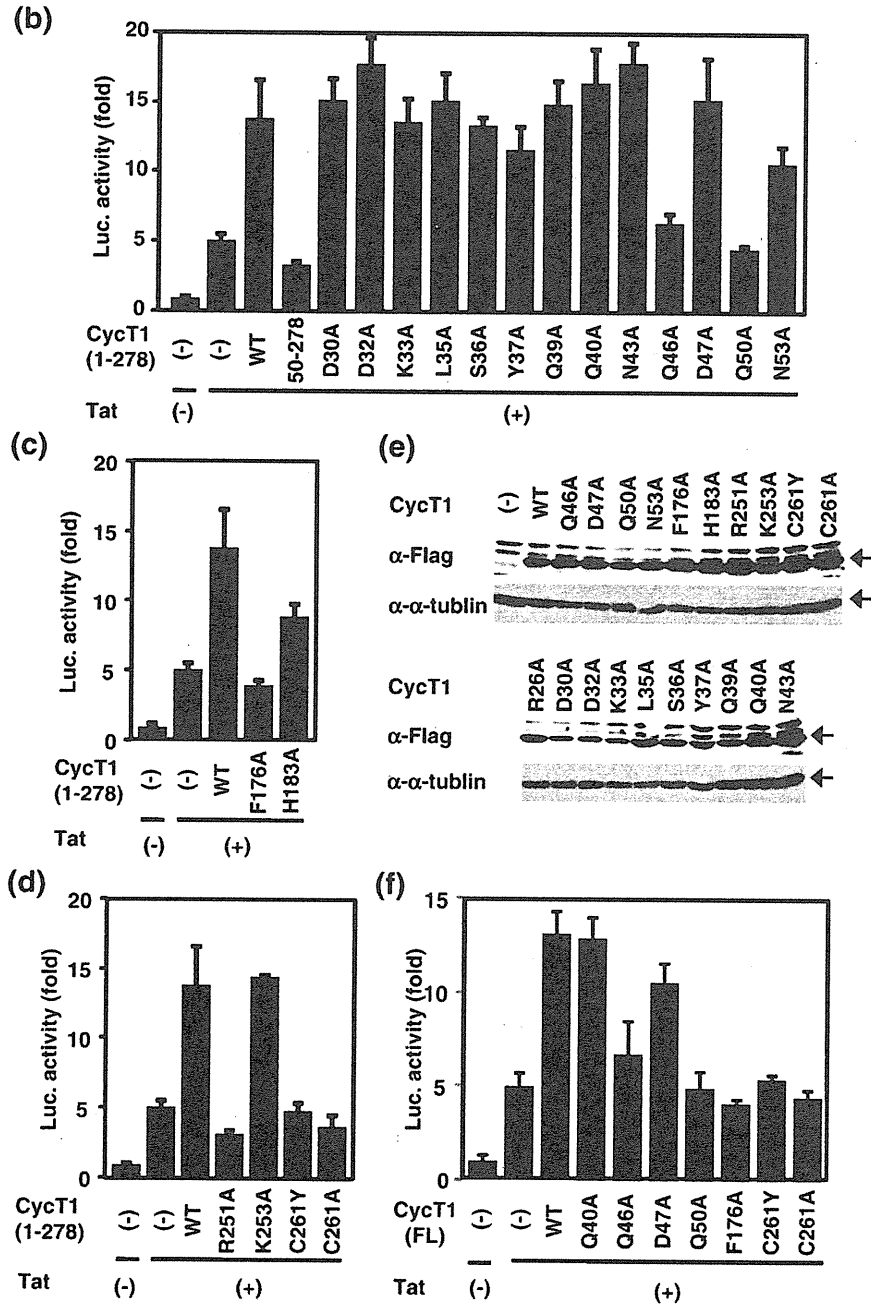 (b)
Luc. activity (fold)
20
15
10
5
0
CycT1
(1-278)
(-)
(-)
WT
50-278
D30A
D32A
K33A
L35A
S36A
Y37A
Q39A
Q40A
N43A
Q46A
D47A
Q50A
N53A
Tat
(-)
(+)
(c)
Luc. activity (fold)
20
15
10
5
0
CycT1
(1-278)
(-)
(-)
WT
F176A
H183A
Tat
(-)
(+)
(e)
CycT1
(-)
WT
Q46A
D47A
Q50A
N53A
F176A
H183A
R251A
K253A
C261Y
C261A
α-Flag
α-α-tublin
CycT1
R26A
D30A
D32A
K33A
L35A
S36A
Y37A
Q39A
Q40A
N43A
α-Flag
α-α-tublin
(d)
Luc. activity (fold)
20
15
10
5
0
CycT1
(1-278)
(-)
(-)
WT
R251A
K253A
C261Y
C261A
Tat
(-)
(+)
(f)
Luc. activity (fold)
15
10
5
0
CycT1
(FL)
(-)
(-)
WT
Q40A
Q46A
D47A
Q50A
F176A
C261Y
C261A
Tat
(-)
(+)